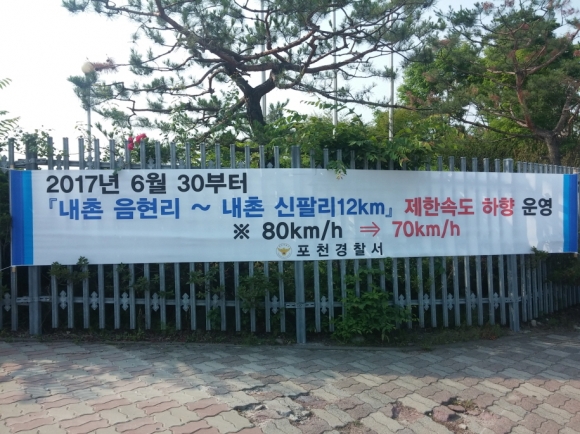 2017년 6월 30부터
『내촌 음현리 ~ 내촌 신팔리12km』 제한속도 하향 운영
※ 80km/h ⇒ 70km/h
포천경찰서